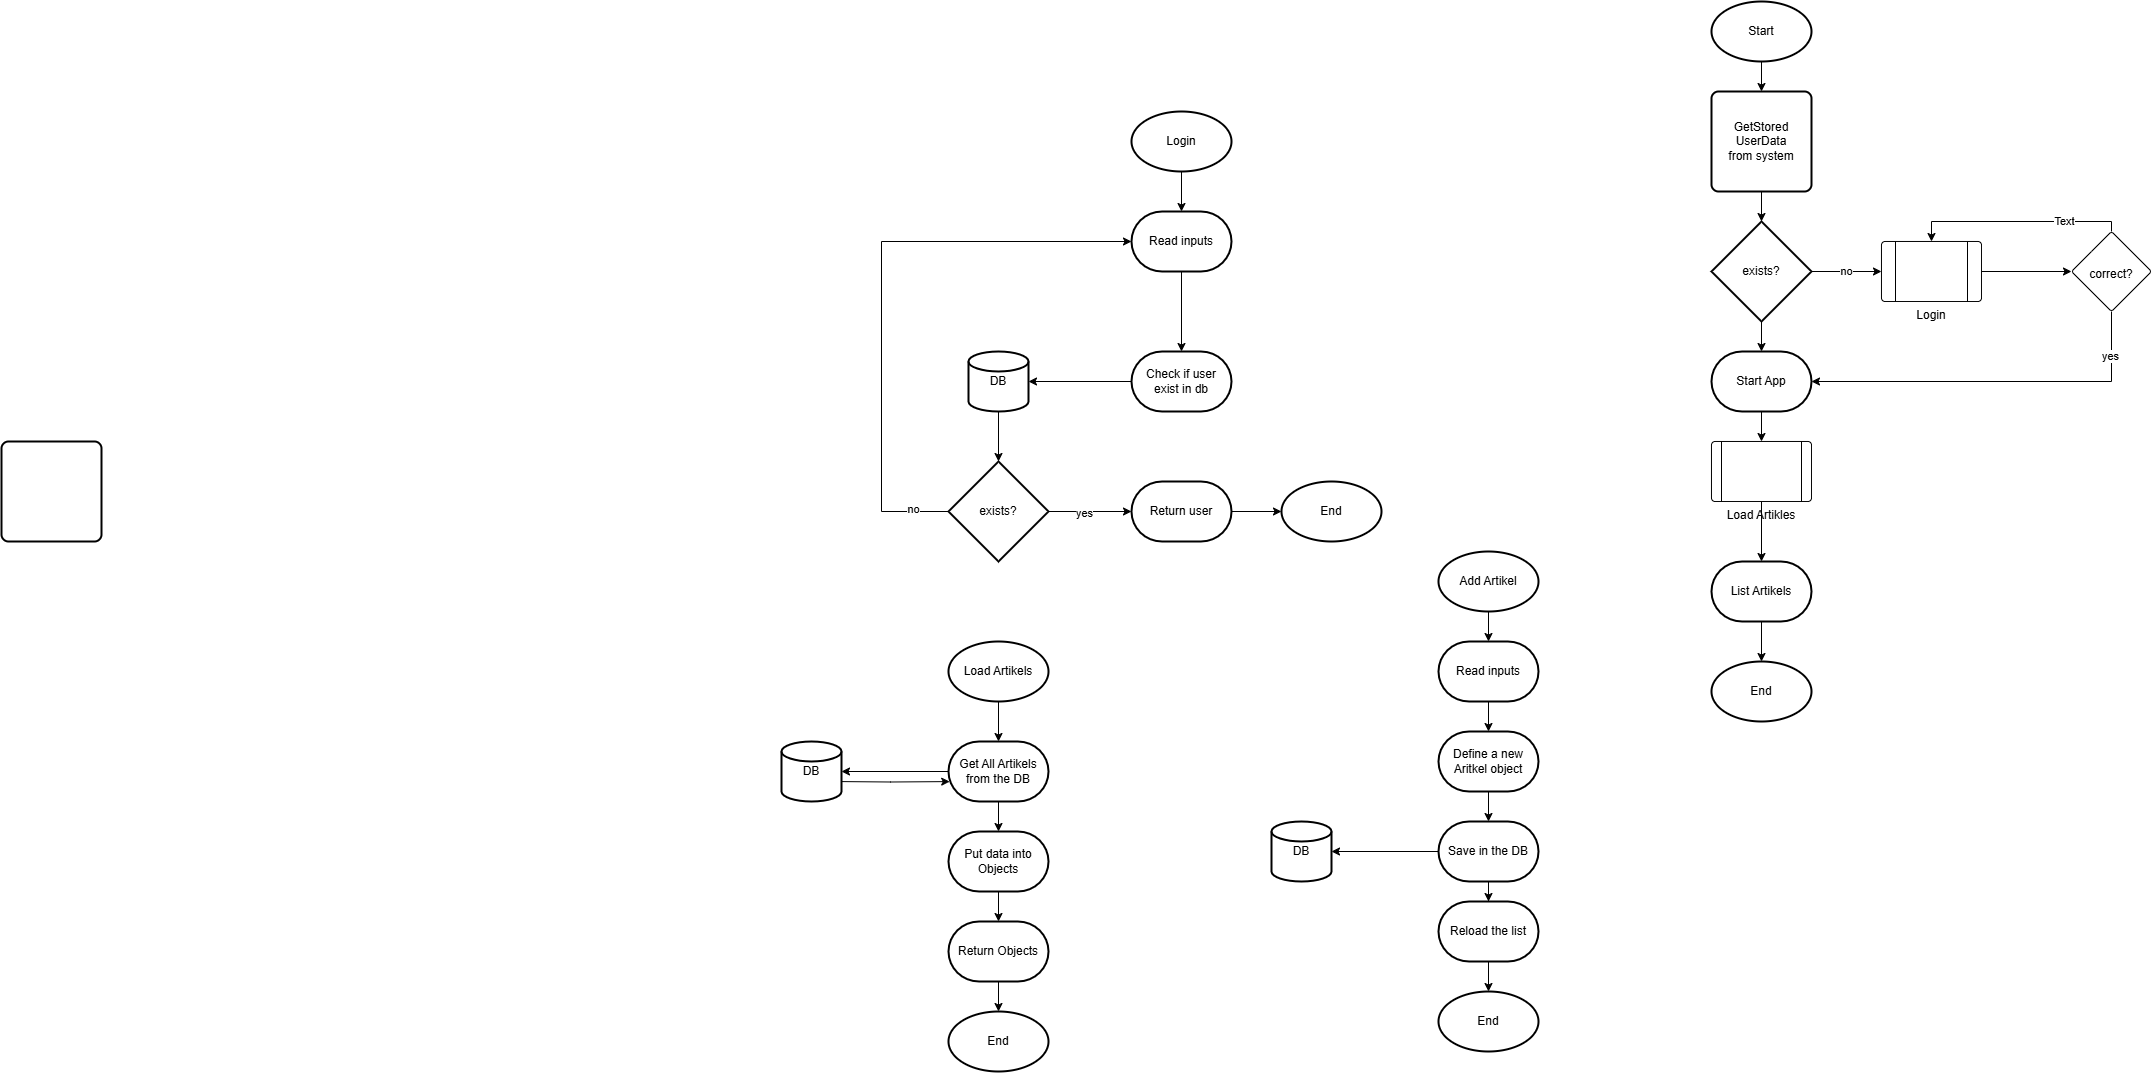 Start
GetStored
UserData
from system
exists?
no
Login
Text
correct?
yes
Start App
Load Artikles
List Artikels
End
Login
Read inputs
Check if user
exist in db
DB
exists?
no
yes
Return user
End
Add Artikel
Read inputs
Define a new
Aritkel object
Save in the DB
DB
Reload the list
End
Load Artikels
Get All Artikels
from the DB
DB
Put data into
Objects
Return Objects
End